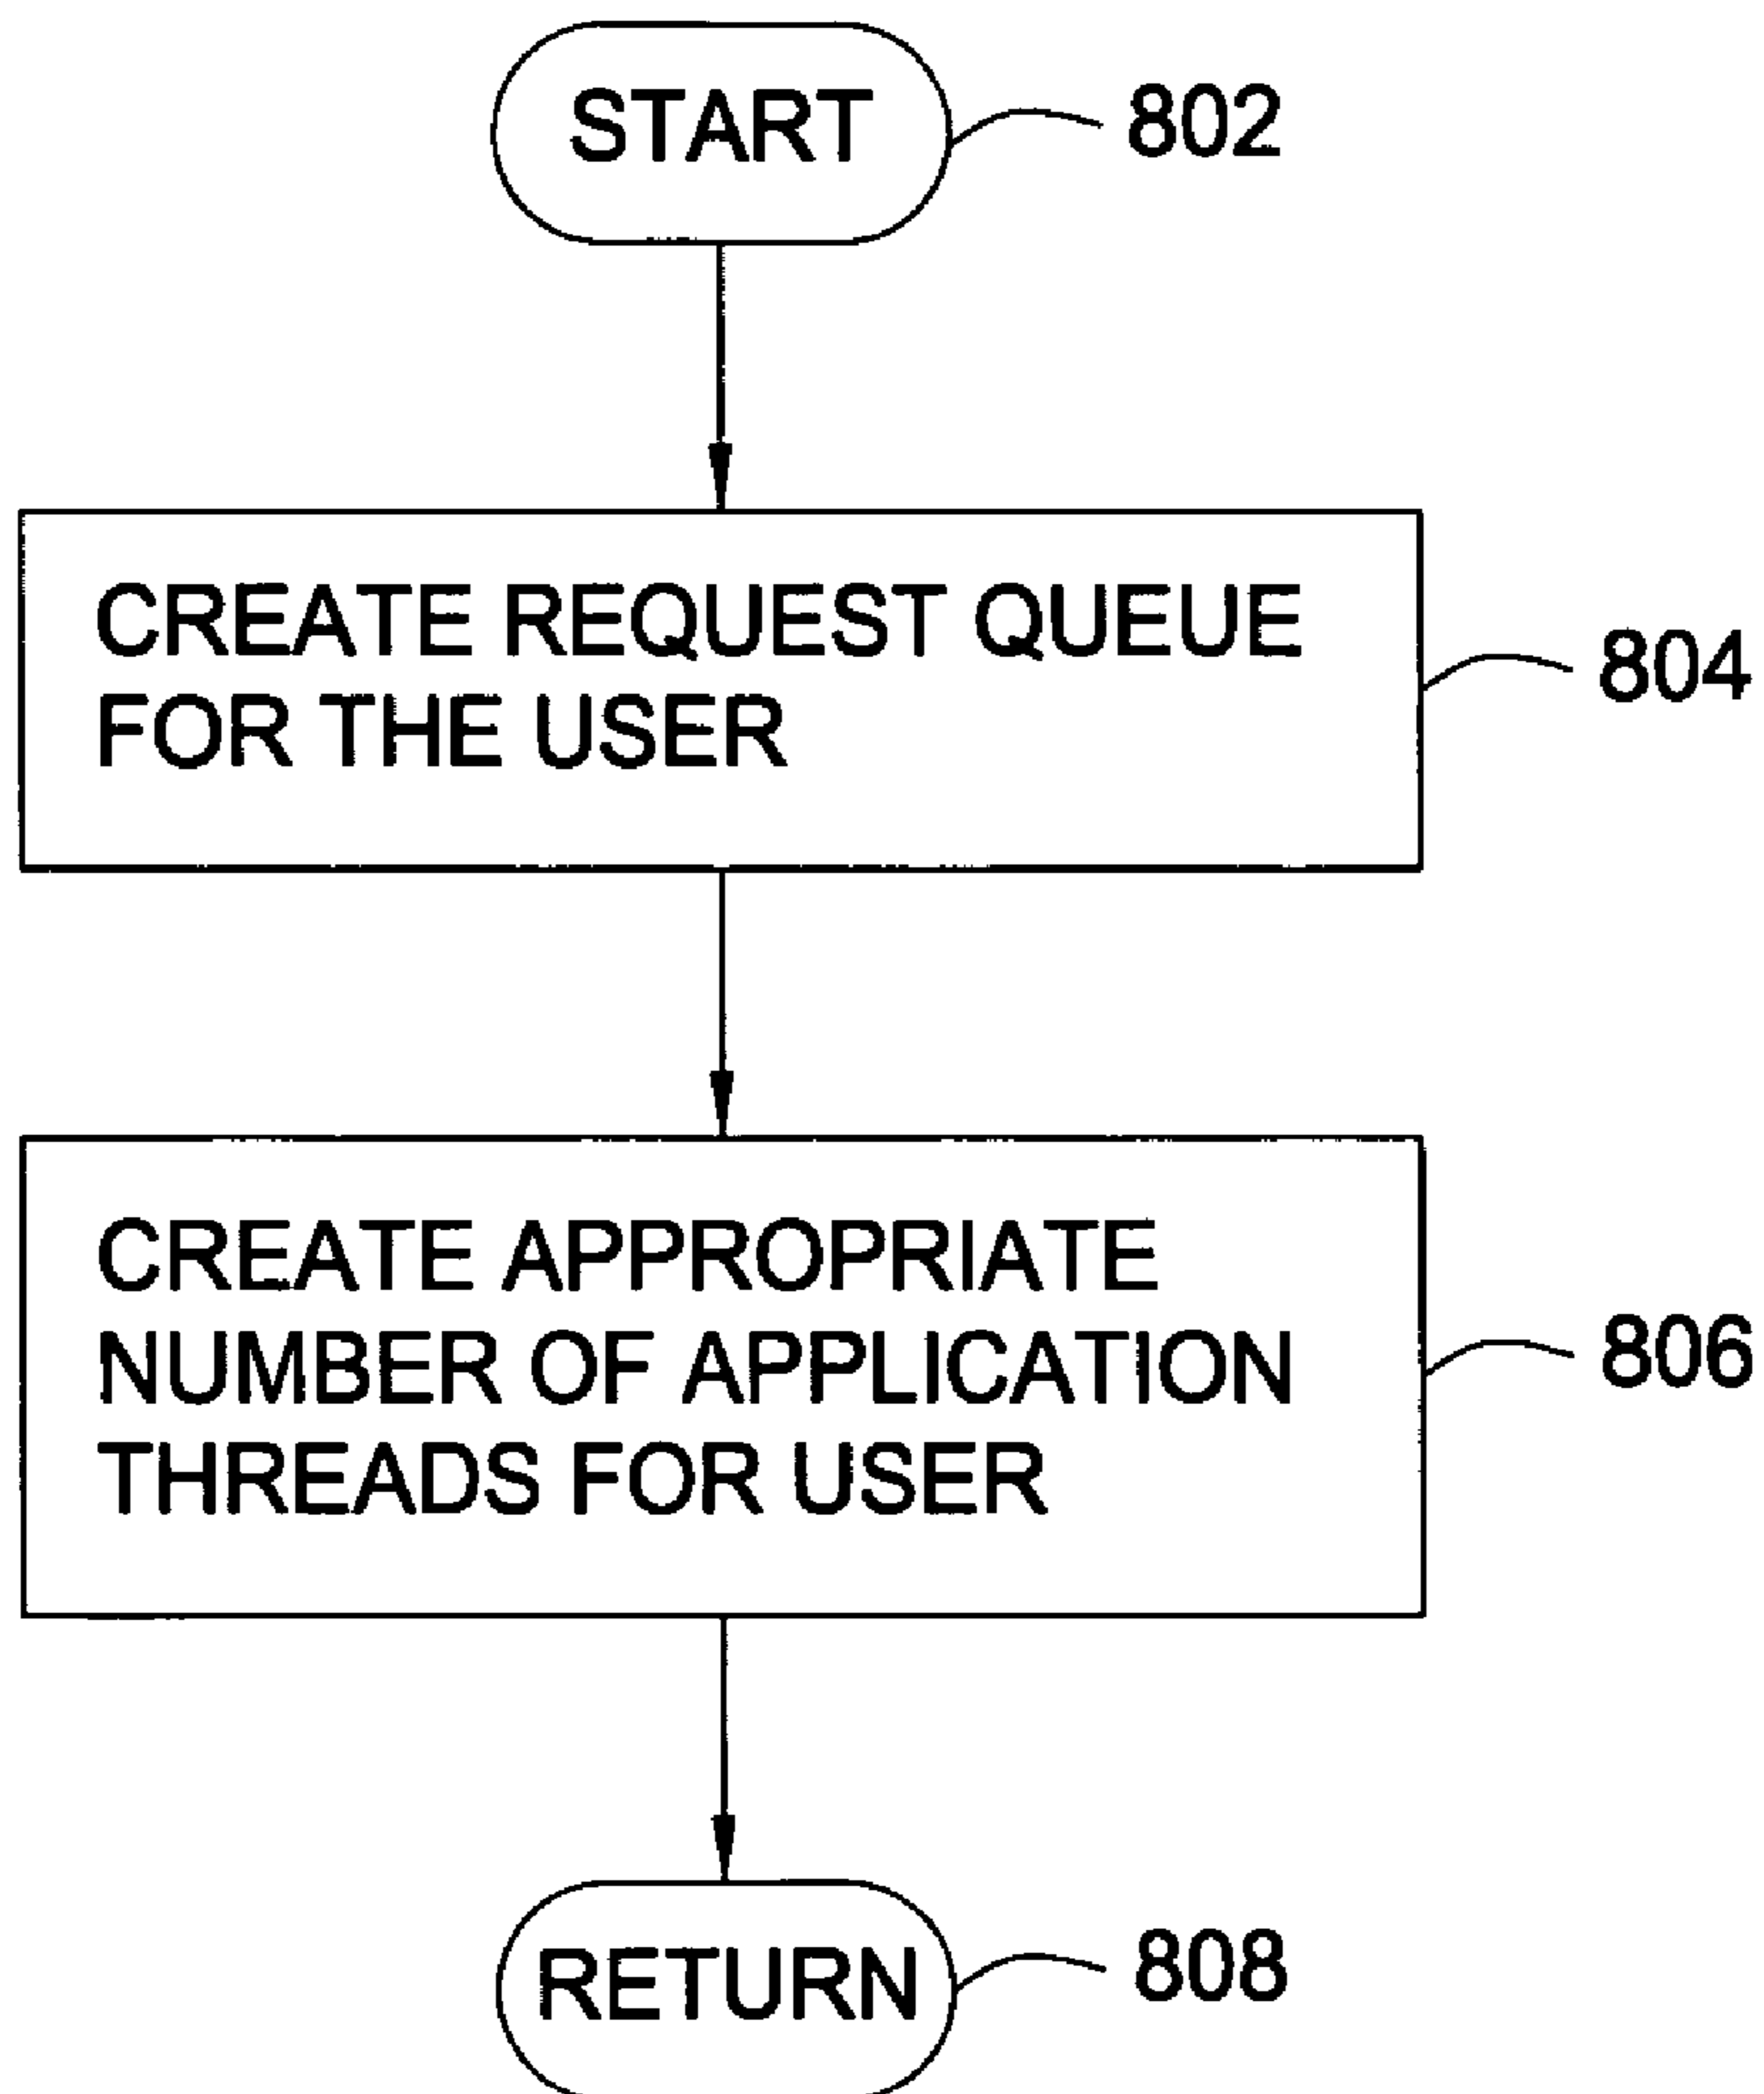 START
802
CREATE REQUEST QUEUE
FOR THE USER
804
CREATE APPROPRIATE
NUMBER OF APPLICATION
THREADS FOR USER
806
RETURN
808